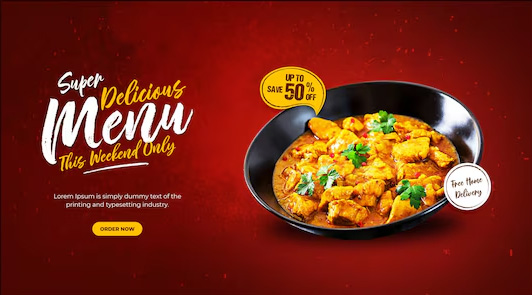 Super
Delicious
Menu
This Weekend Only
Lorem Ipsum is simply dummy text of the
printing and typesetting industry.
ORDER NOW
UP TO
SAVE 50% OFF
Free Home
Delivery